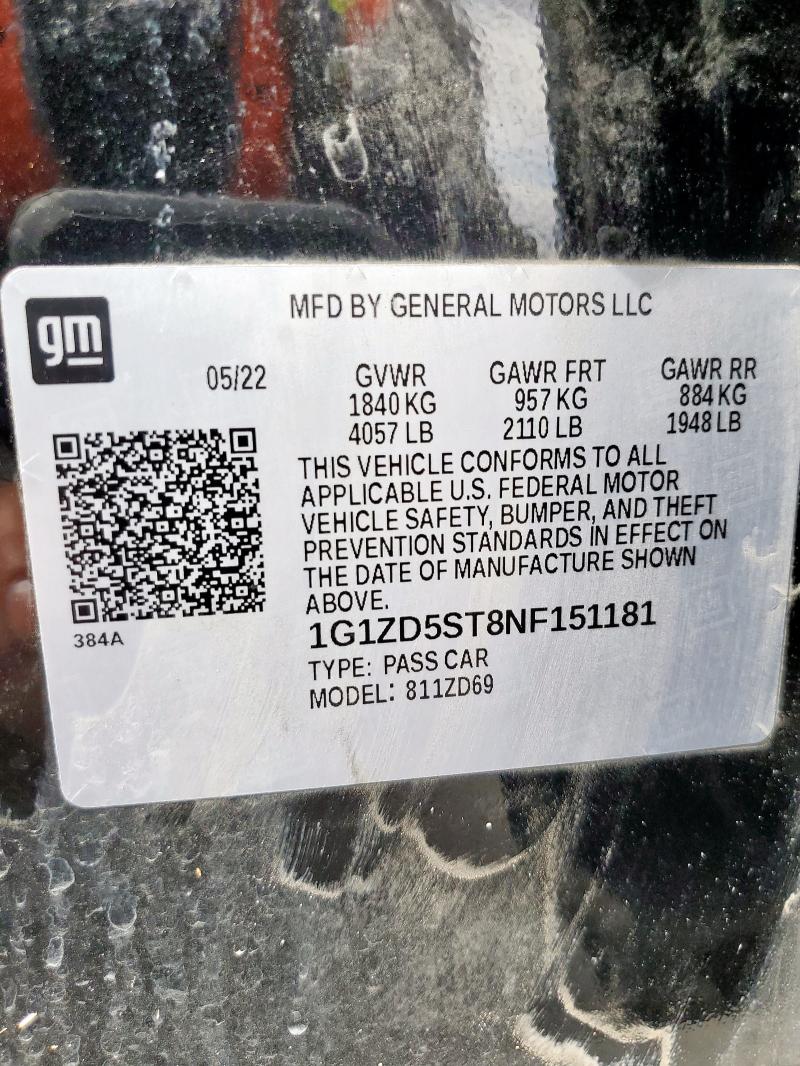 gm
MFD BY GENERAL MOTORS LLC
05/22 GVWR GAWR FRT GAWR RR
1840 KG 957 KG 884 KG
4057 LB 2110 LB 1948 LB
THIS VEHICLE CONFORMS TO ALL
APPLICABLE U.S. FEDERAL MOTOR
VEHICLE SAFETY, BUMPER, AND THEFT
PREVENTION STANDARDS IN EFFECT ON
THE DATE OF MANUFACTURE SHOWN
ABOVE.
384A
1G1ZD5ST8NF151181
TYPE: PASS CAR
MODEL: 811ZD69